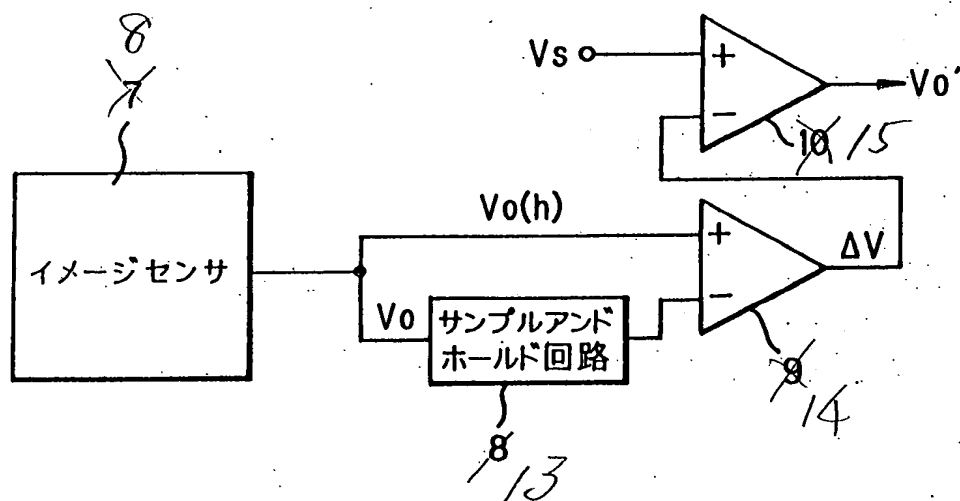 8
7
Vs
+
-
Vo'
10 15
Vo(h)
+
-
ΔV
イメージセンサ
Vo
サンプルアンド
ホールド回路
9
14
8
13